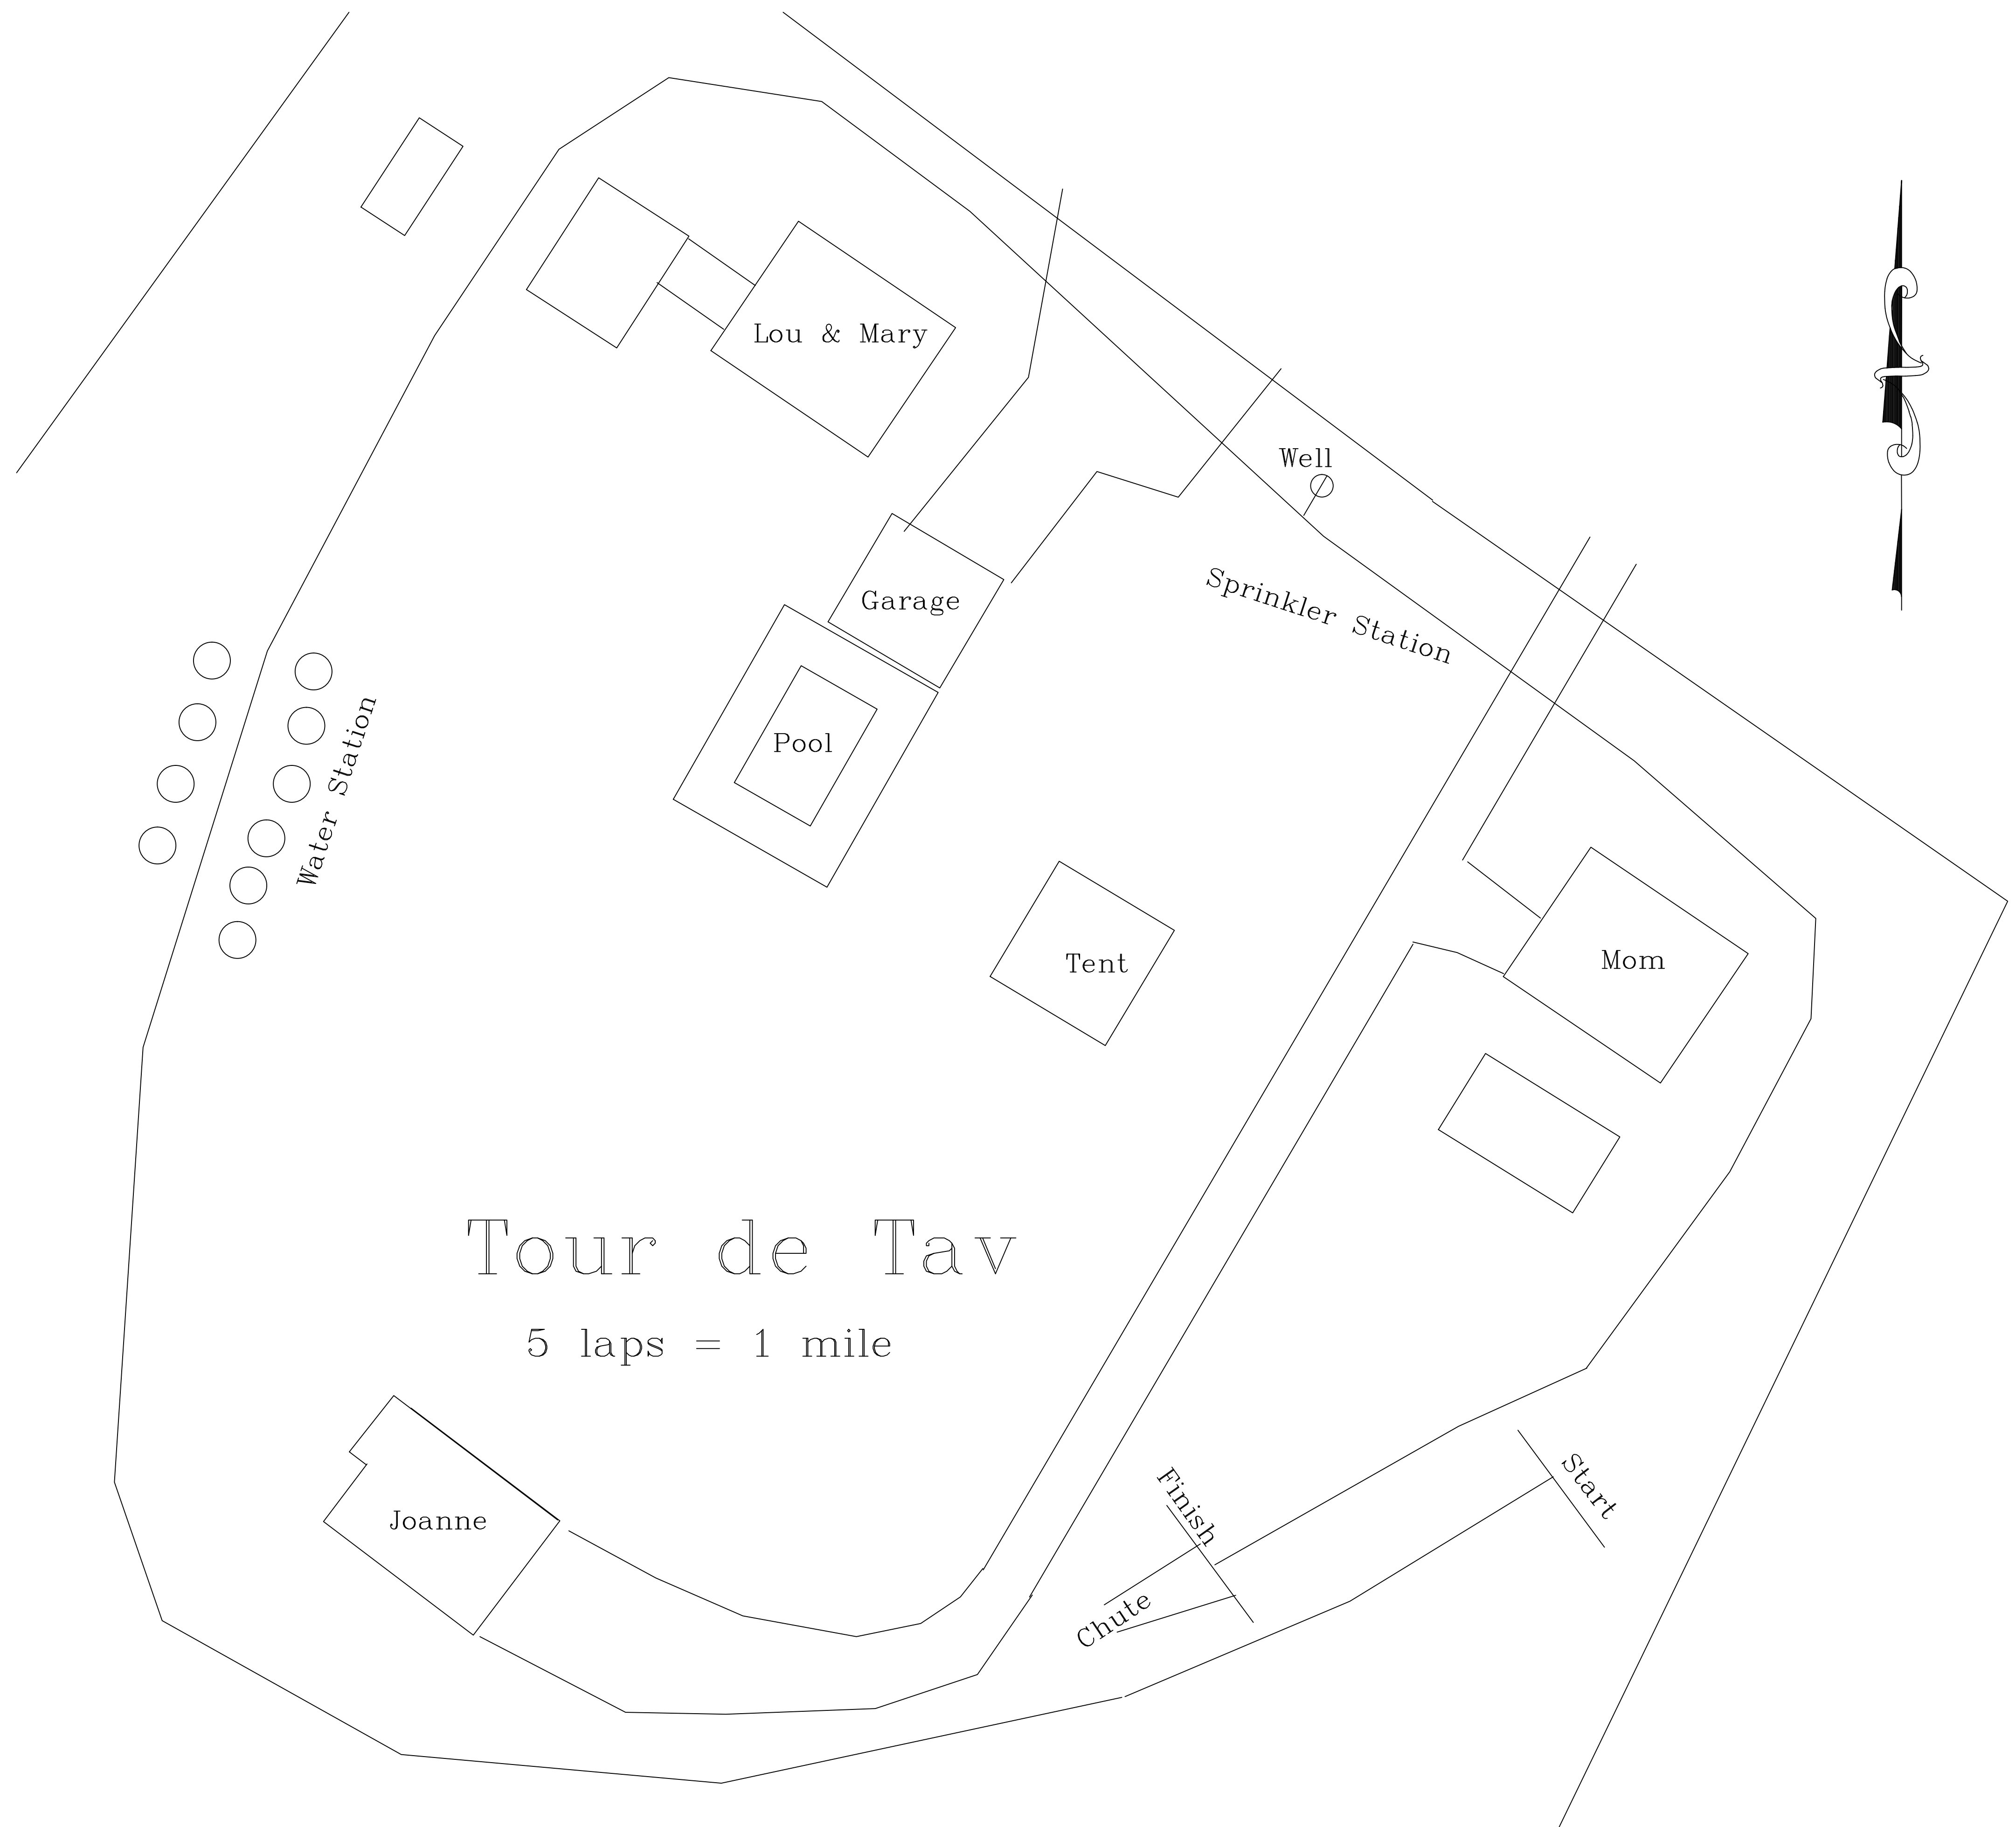 Lou & Mary
Well
Garage
Sprinkler Station
Pool
Water Station
Tent
Mom
Tour de Tav
5 laps = 1 mile
Joanne
Finish
Start
Chute